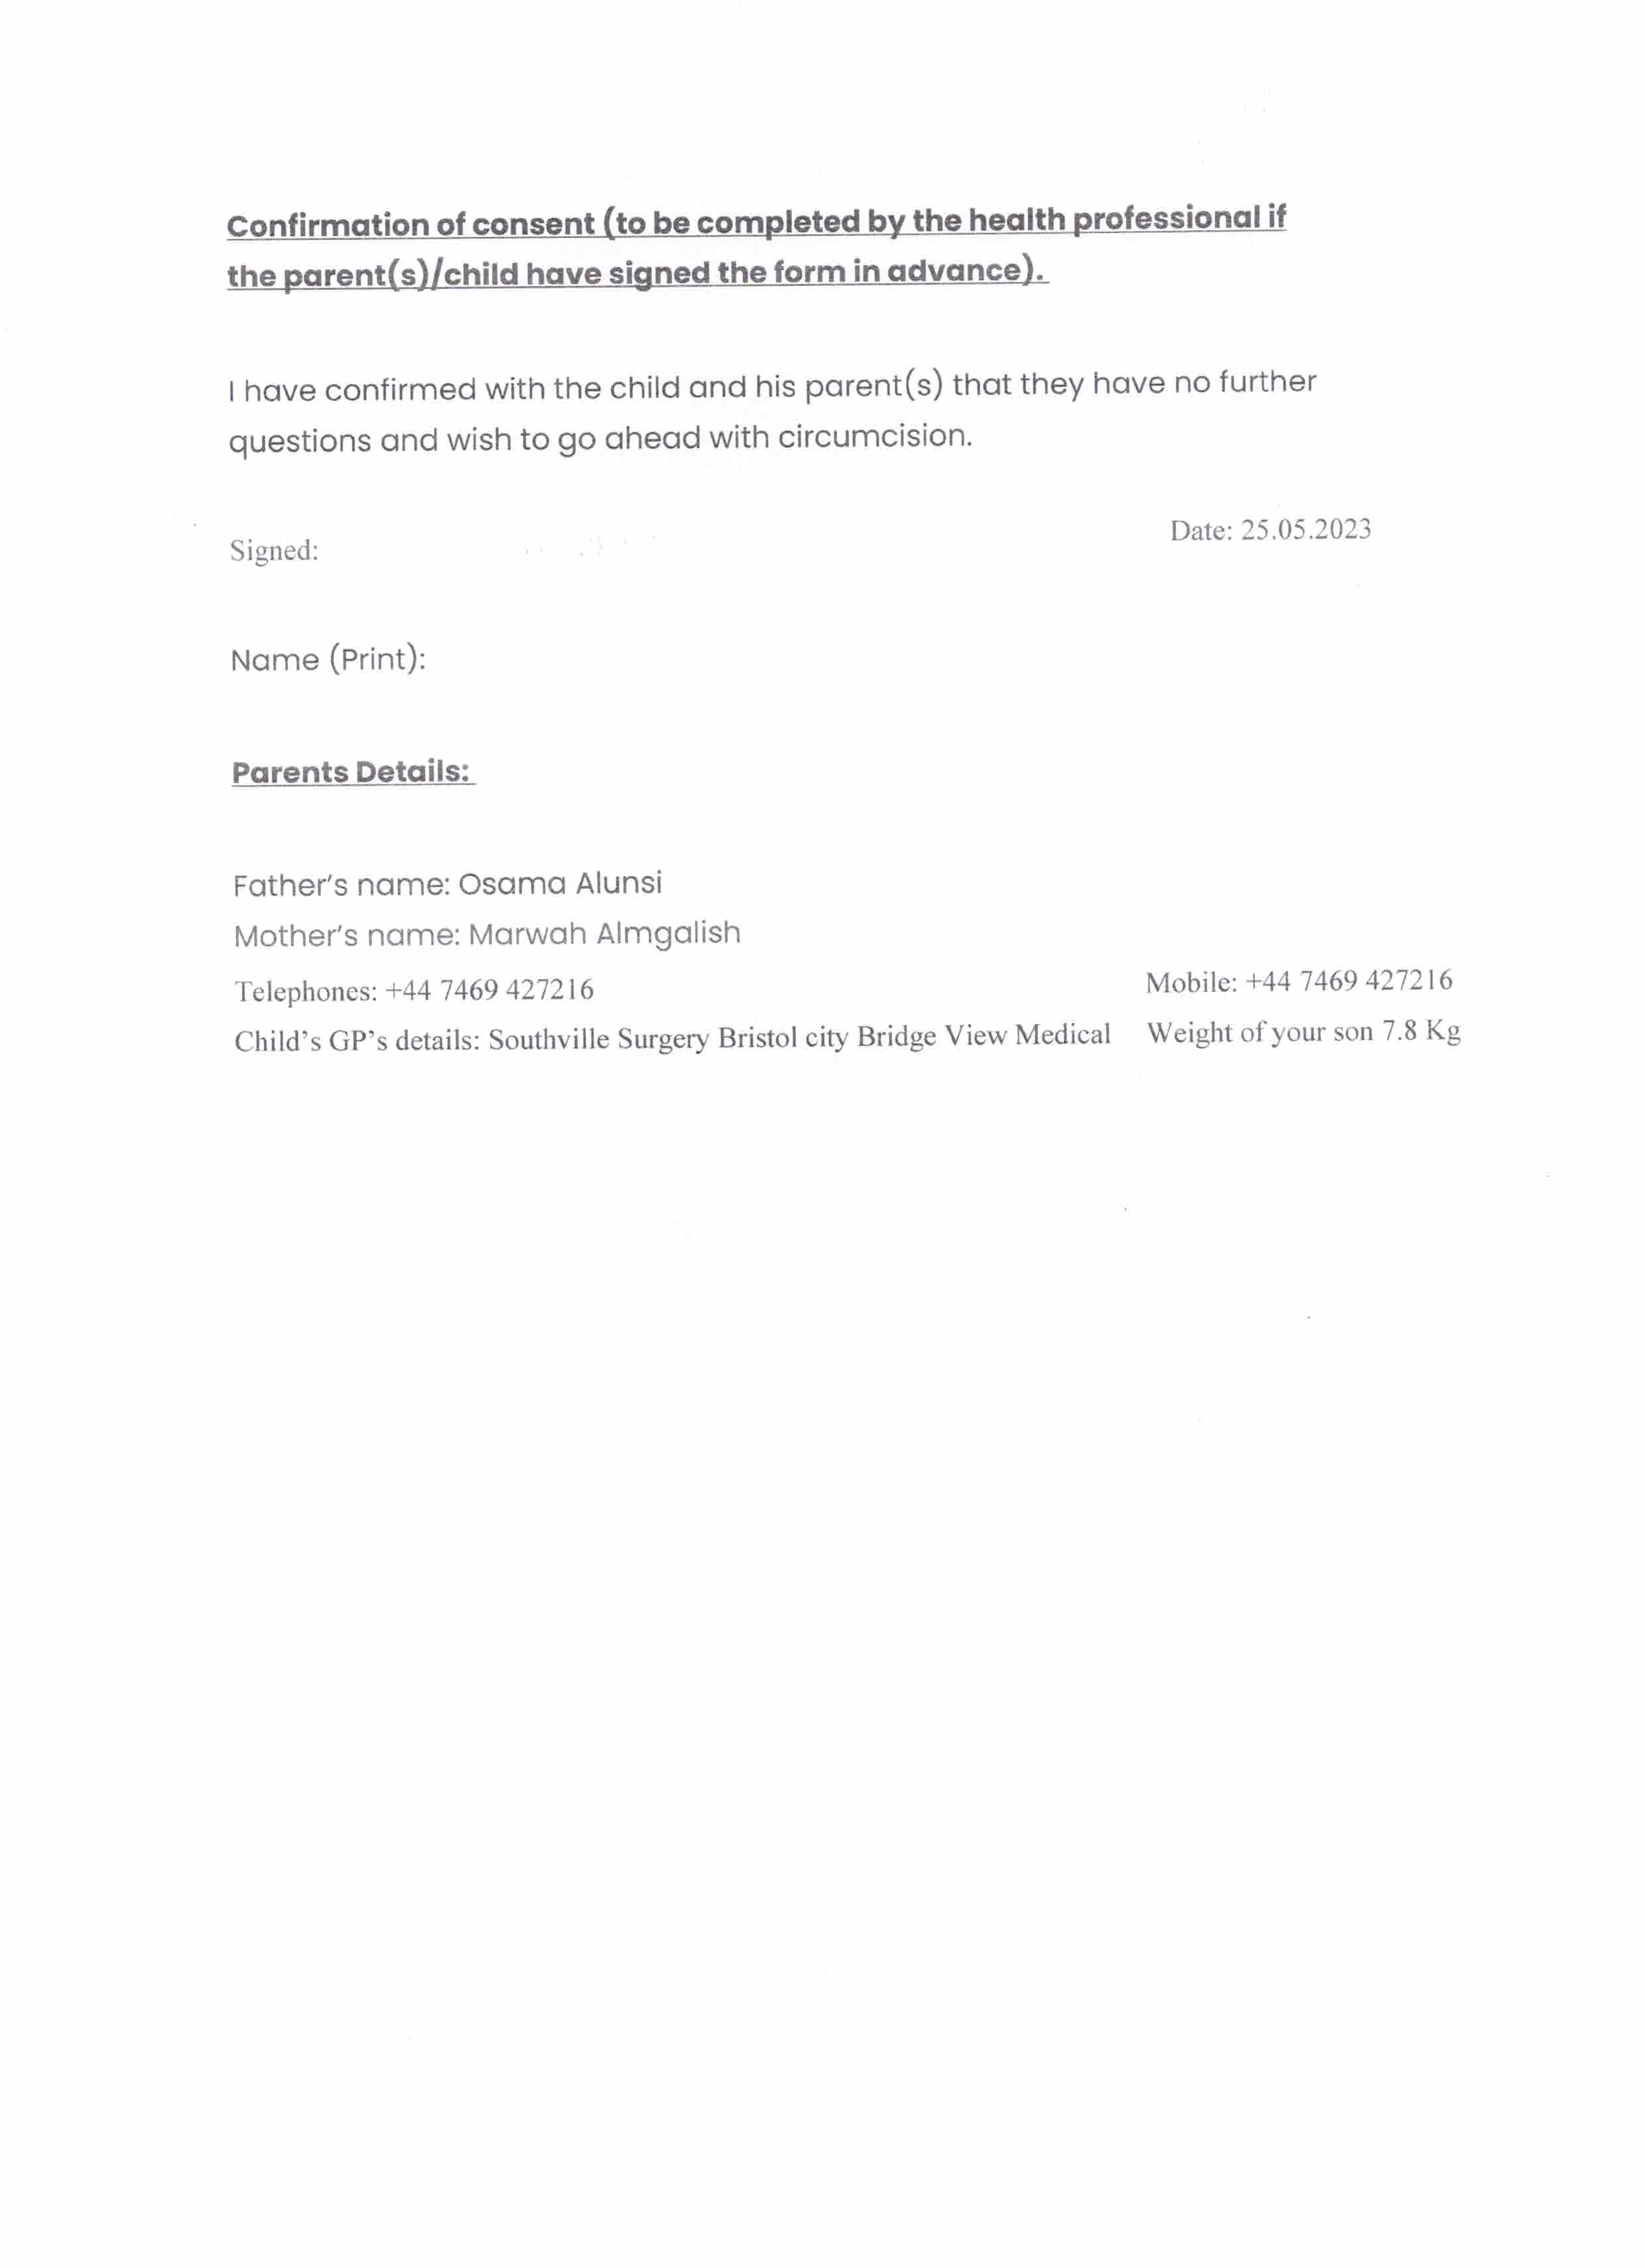 Confirmation of consent (to be completed by the health professional if
the parent(s)/child have signed the form in advance).
I have confirmed with the child and his parent(s) that they have no further
questions and wish to go ahead with circumcision.
Signed: Date: 25.05.2023
Name (Print):
Parents Details:
Father's name: Osama Alunsi
Mother's name: Marwah Almgalish
Telephones: +44 7469 427216 Mobile: +44 7469 427216
Child's GP's details: Southville Surgery Bristol city Bridge View Medical Weight of your son 7.8 Kg